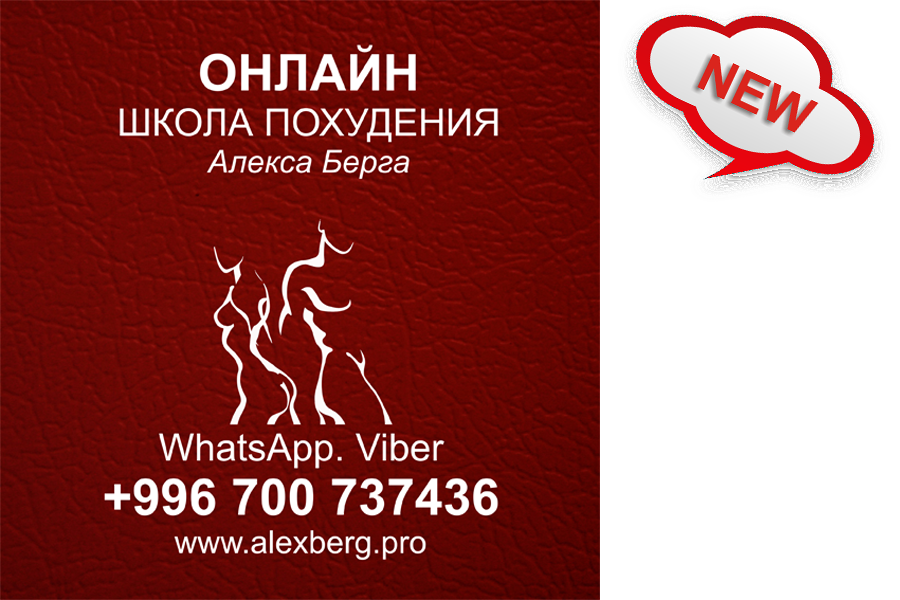 ОНЛАЙН
ШКОЛА ПОХУДЕНИЯ
Алекса Берга
WhatsApp. Viber
+996 700 737436
www.alexberg.pro
NEW